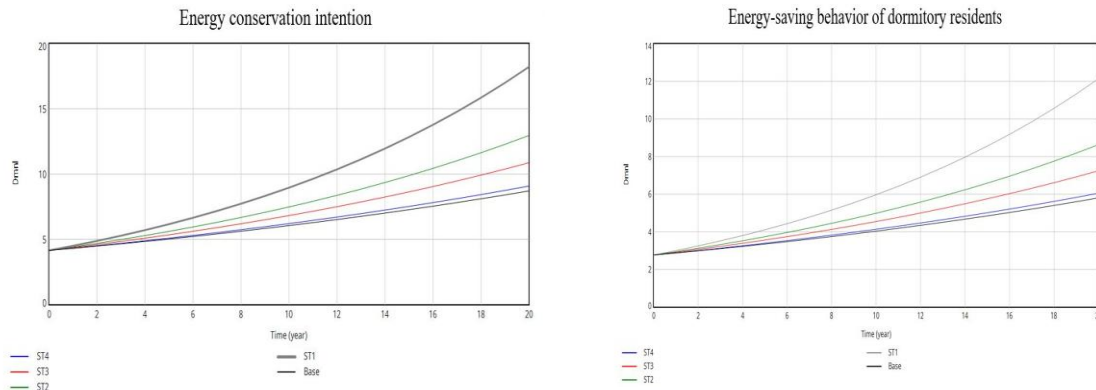 Energy conservation intention
20
15
10
5
0
Dmnl
0 2 4 6 8 10 12 14 16 18 20
Time (year)
ST4
ST3
ST2
ST1
Base
Energy-saving behavior of dormitory residents
14
12
10
8
6
4
2
0
Dmnl
0 2 4 6 8 10 12 14 16 18
Time (year)
ST4
ST3
ST2
ST1
Base